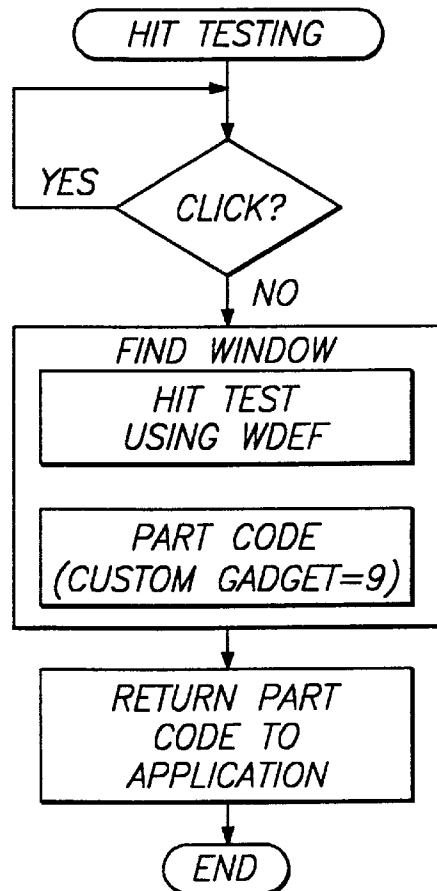 HIT TESTING
YES
CLICK?
NO
FIND WINDOW
HIT TEST
USING WDEF
PART CODE
(CUSTOM GADGET=9)
RETURN PART
CODE TO
APPLICATION
END